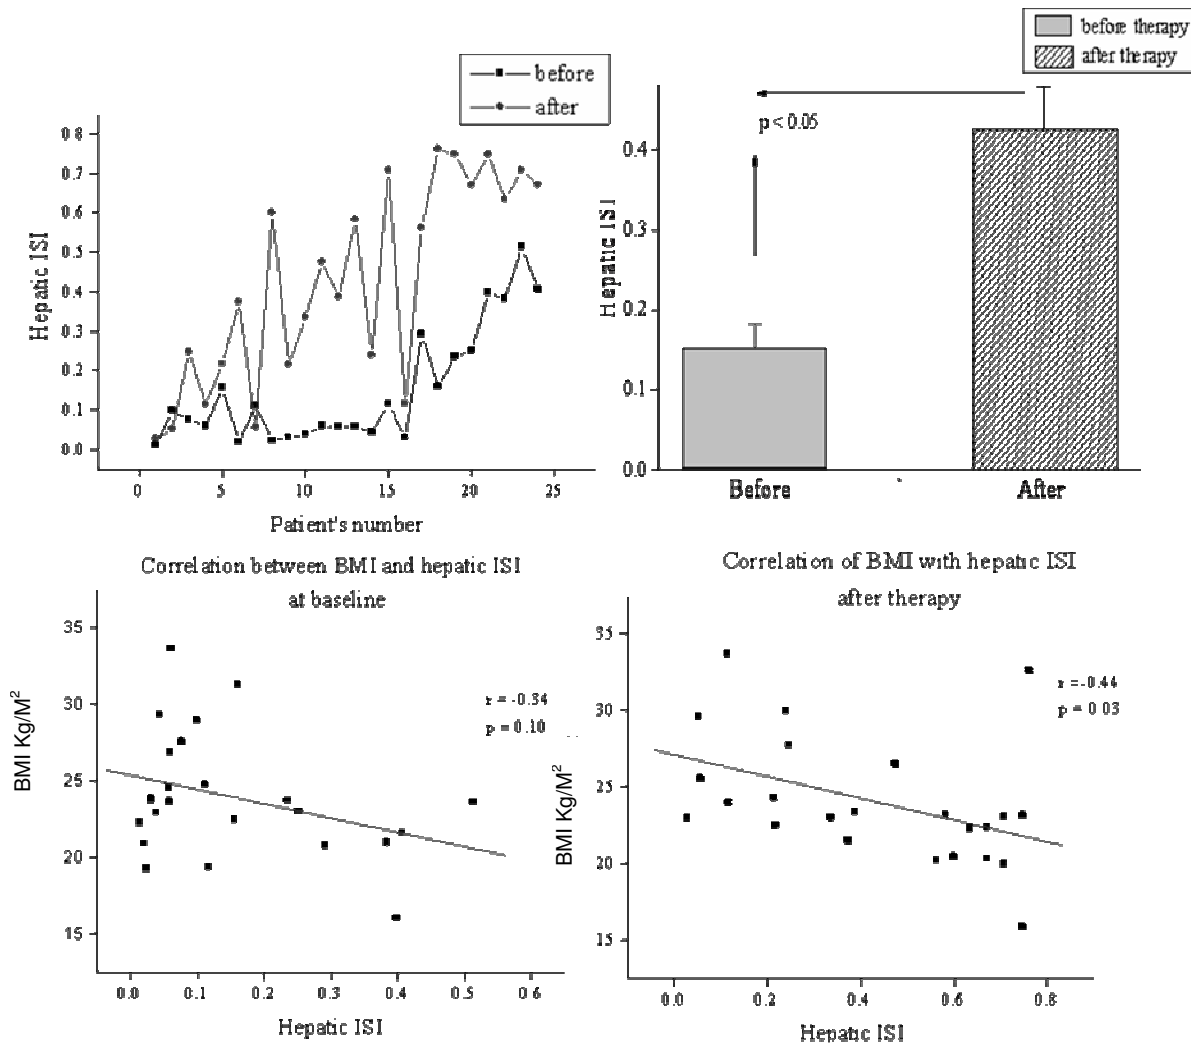 before
after
0.8
0.7
0.6
0.5
0.4
0.3
0.2
0.1
0.0
Hepatic ISI
0
5
10
15
20
25
Patient's number
before therapy
after therapy
p < 0.05
0.4
0.3
0.2
0.1
0.0
Hepatic ISI
Before
After
Correlation between BMI and hepatic ISI
at baseline
35
30
25
20
15
BMI Kg/M²
r = -0.34
p = 0.10
0.0
0.1
0.2
0.3
0.4
0.5
0.6
Hepatic ISI
Correlation of BMI with hepatic ISI
after therapy
35
30
25
20
15
BMI Kg/M²
r =-0.44
p = 0.03
0.0
0.2
0.4
0.6
0.8
Hepatic ISI